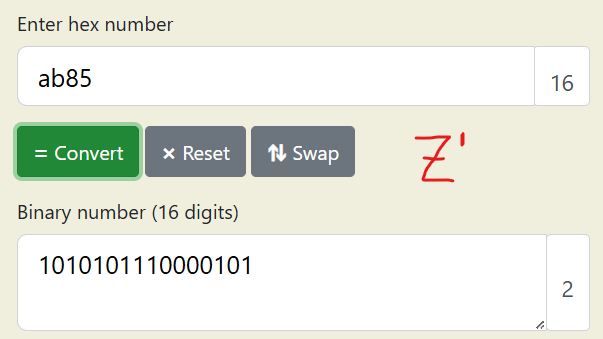 Enter hex number
ab85 16
= Convert × Reset ⇅ Swap Z'
Binary number (16 digits)
1010101110000101 2